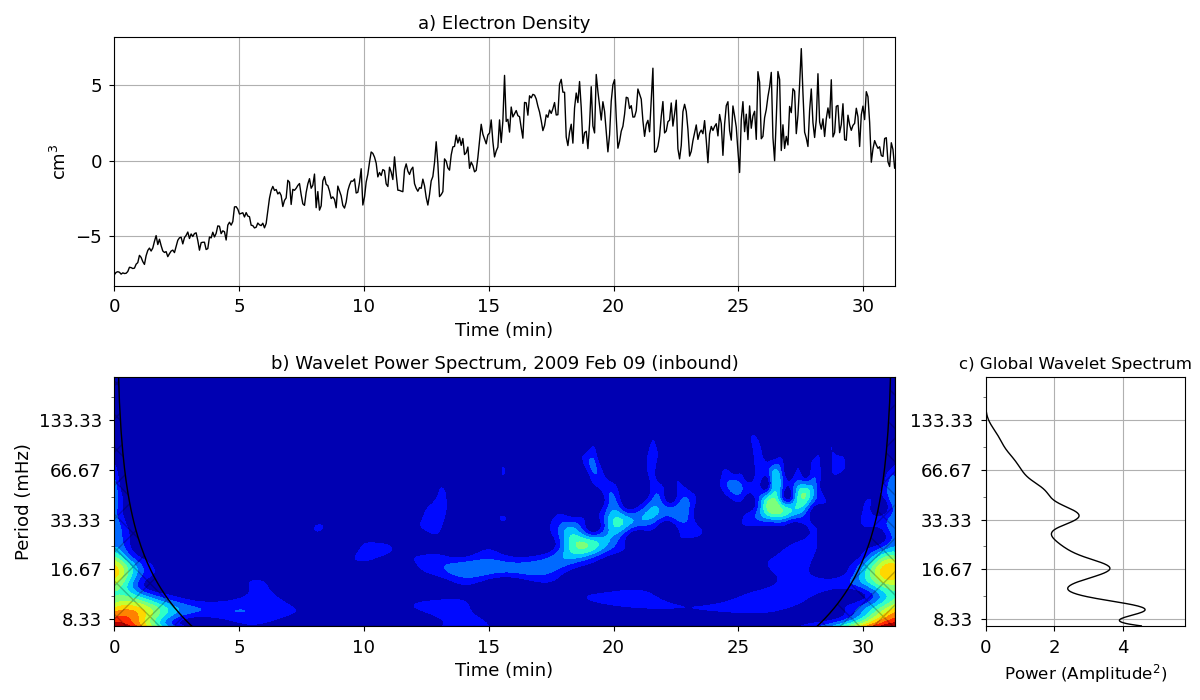 a) Electron Density
cm³
5
0
−5
0 5 10 15 20 25 30
Time (min)
b) Wavelet Power Spectrum, 2009 Feb 09 (inbound)
Period (mHz)
133.33
66.67
33.33
16.67
8.33
0 5 10 15 20 25 30
Time (min)
c) Global Wavelet Spectrum
133.33
66.67
33.33
16.67
8.33
0 2 4
Power (Amplitude²)